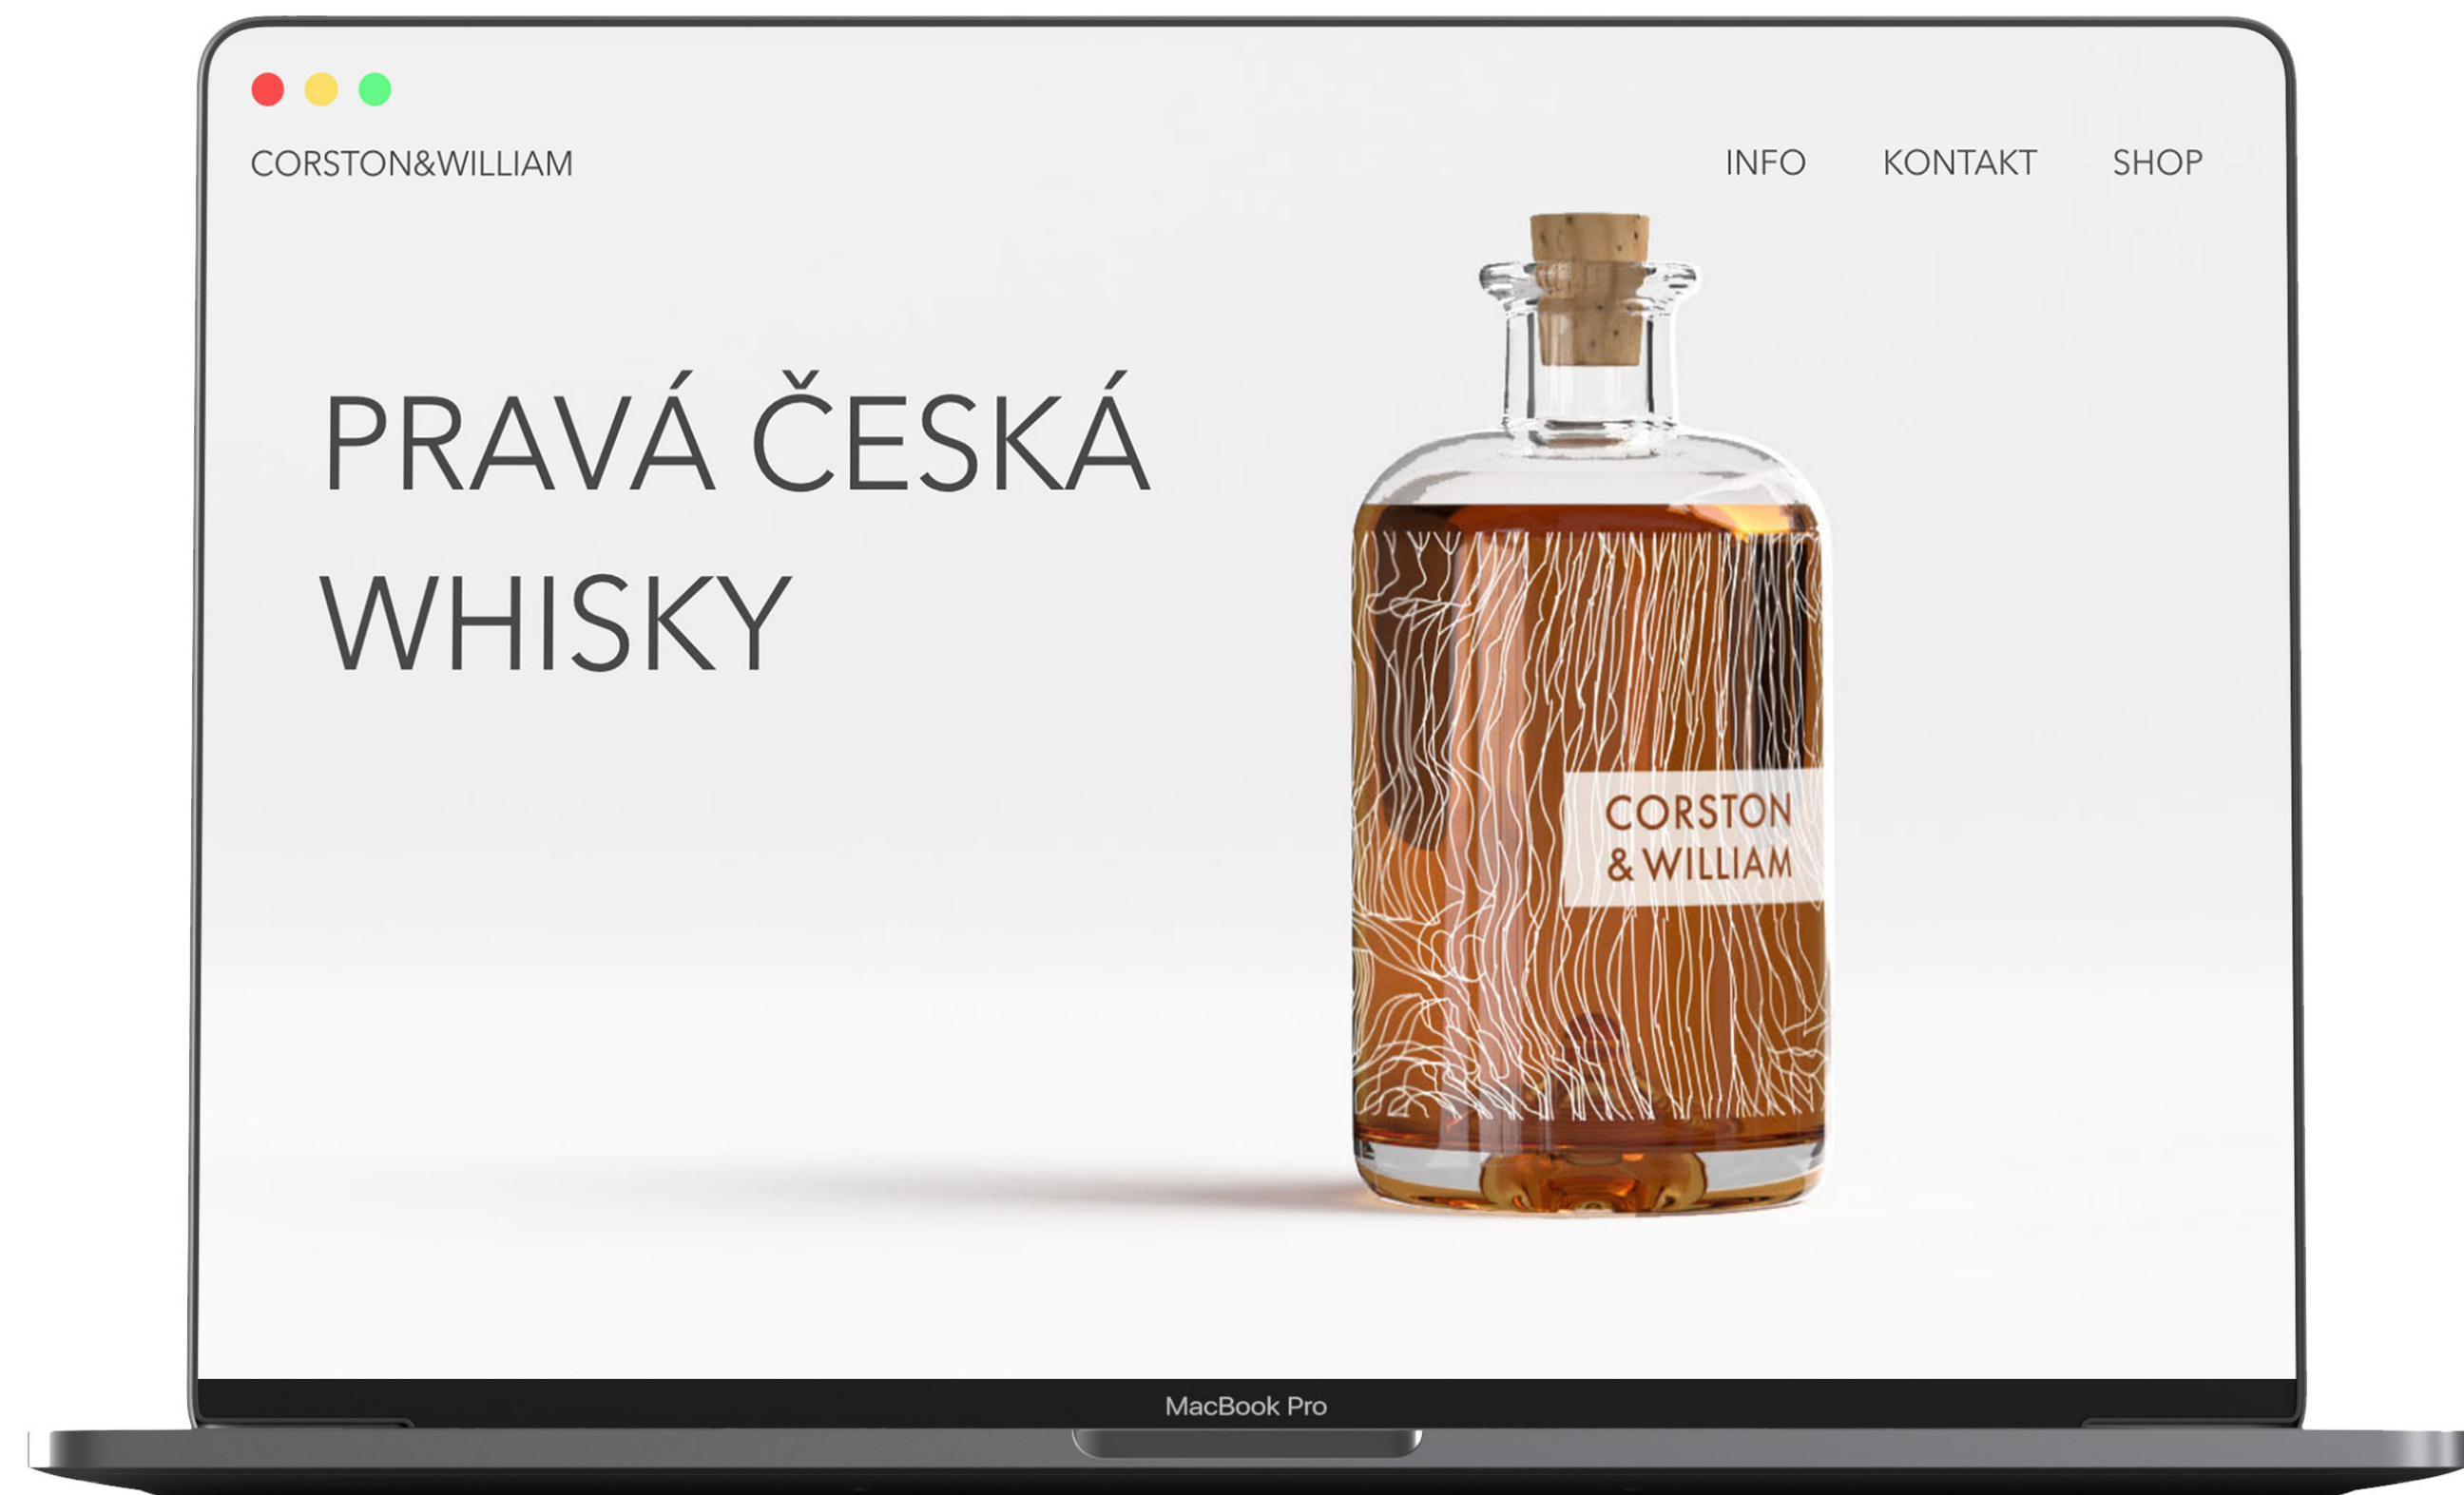 CORSTON&WILLIAM
INFO KONTAKT SHOP
PRAVÁ ČESKÁ
WHISKY
CORSTON
& WILLIAM
MacBook Pro